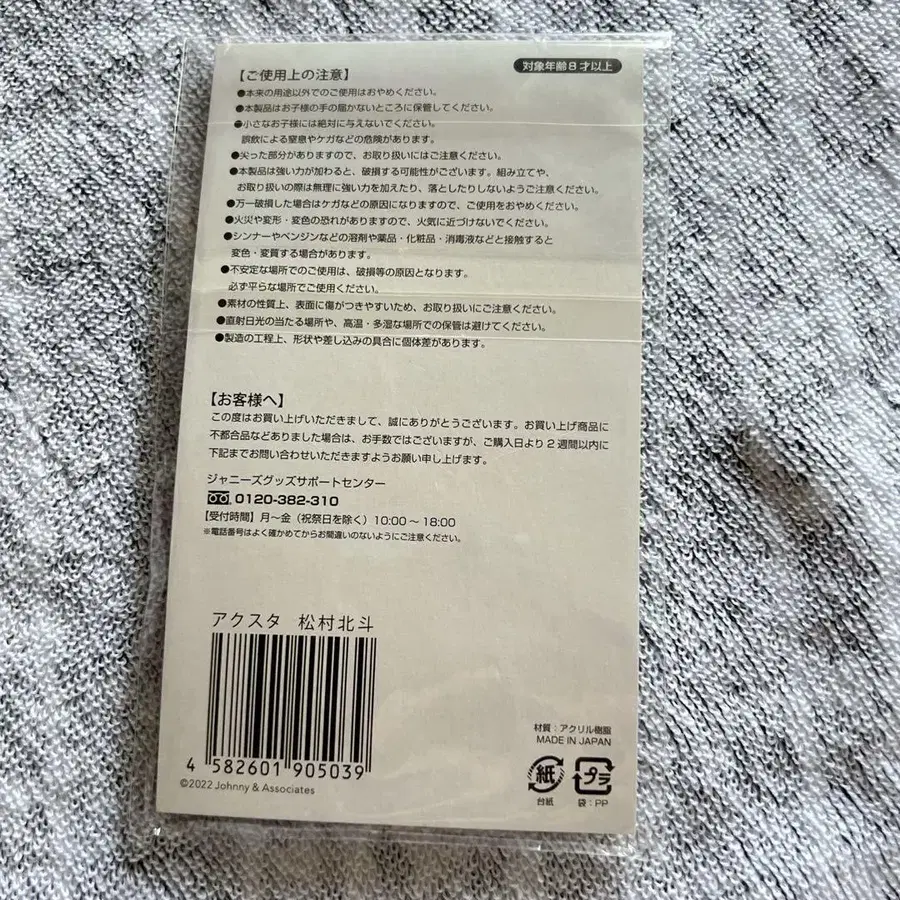 【ご使用上の注意】
対象年齢8才以上
●本来の用途以外でのご使用はおやめください。
●本製品はお子様の手の届かないところに保管してください。
●小さなお子様には絶対に与えないでください。
誤飲による窒息やケガなどの危険があります。
●尖った部分がありますので、お取り扱いにはご注意ください。
●本製品は強い力が加わると、破損する可能性がございます。組み立てや、
お取り扱いの際は無理に強い力を加えたり、落としたりしないようご注意ください。
●万一破損した場合はケガなどの原因になりますので、ご使用をおやめください。
●火災や変形・変色の恐れがありますので、火気に近づけないでください。
●シンナーやベンジンなどの溶剤や薬品・化粧品・消毒液などと接触すると
変色・変質する場合があります。
●不安定な場所でのご使用は、破損等の原因となります。
必ず平らな場所でご使用ください。
●素材の性質上、表面に傷がつきやすいため、お取り扱いにご注意ください。
●直射日光の当たる場所や、高温・多湿な場所での保管は避けてください。
●製造の工程上、形状や差し込みの具合に個体差があります。
【お客様へ】
この度はお買い上げいただきまして、誠にありがとうございます。お買い上げ商品に
不都合品などありました場合は、お手数ではございますが、ご購入日より2週間以内に
下記までお問い合わせいただきますようお願い申し上げます。
ジャニーズグッズサポートセンター
0120-382-310
【受付時間】月〜金（祝祭日を除く）10:00〜18:00
※電話番号はよく確かめてからお間違いのないようにご注意ください。
アクスタ 松村北斗
4 582601 905039
©2022 Johnny & Associates
材質：アクリル樹脂
MADE IN JAPAN
紙 プラ
台紙 袋：PP